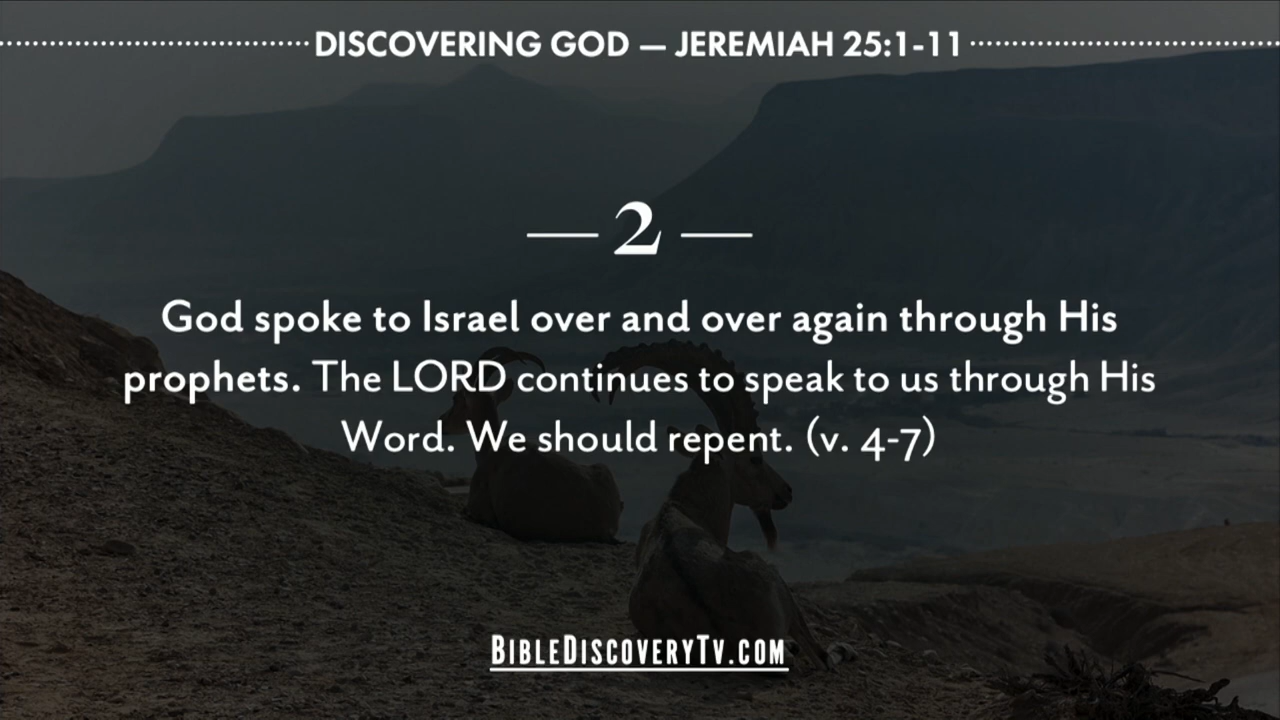 DISCOVERING GOD — JEREMIAH 25:1-11
— 2 —
God spoke to Israel over and over again through His
prophets. The LORD continues to speak to us through His
Word. We should repent. (v. 4-7)
BIBLEDISCOVERYTV.COM